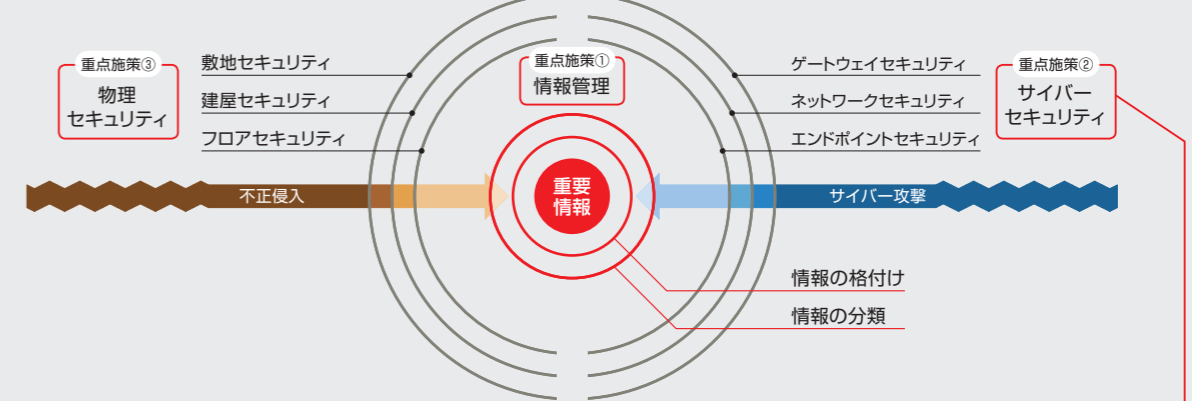 重点施策③
物理
セキュリティ
敷地セキュリティ
建屋セキュリティ
フロアセキュリティ
重点施策①
情報管理
ゲートウェイセキュリティ
ネットワークセキュリティ
エンドポイントセキュリティ
重点施策②
サイバー
セキュリティ
不正侵入
重要
情報
サイバー攻撃
情報の格付け
情報の分類